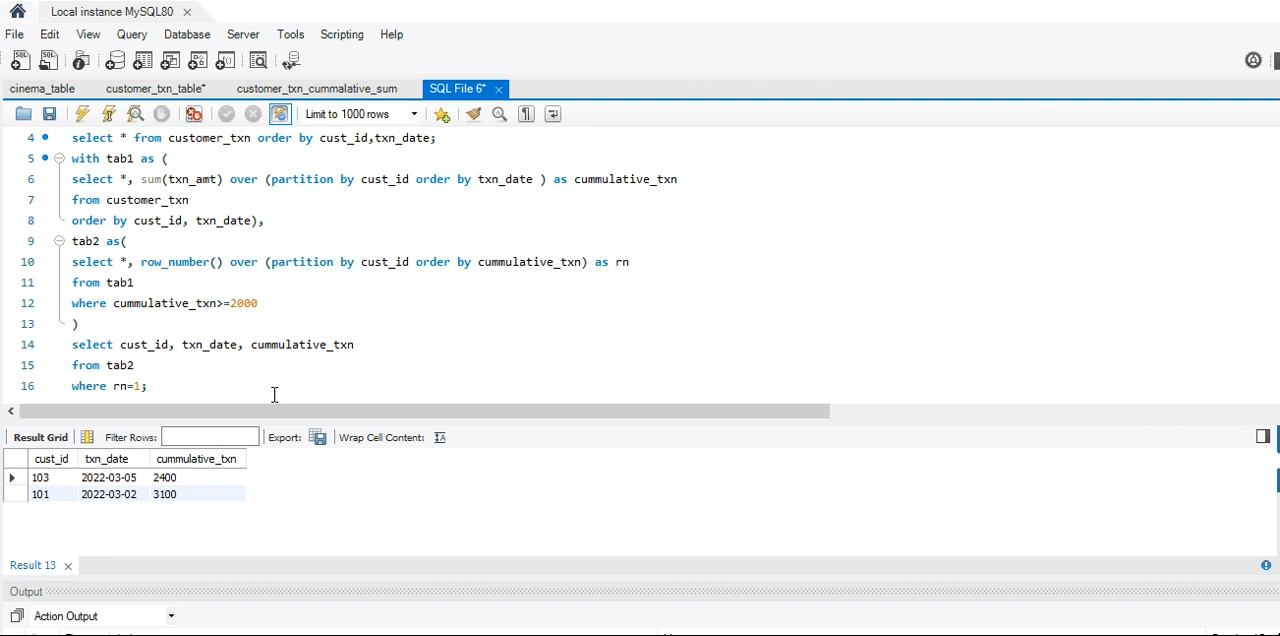 Local instance MySQL80
File Edit View Query Database Server Tools Scripting Help
cinema_table customer_txn_table* customer_txn_cummalative_sum SQL File 6*
Limit to 1000 rows
4 select * from customer_txn order by cust_id,txn_date;
5 with tab1 as (
6 select *, sum(txn_amt) over (partition by cust_id order by txn_date ) as cummulative_txn
7 from customer_txn
8 order by cust_id, txn_date),
9 tab2 as(
10 select *, row_number() over (partition by cust_id order by cummulative_txn) as rn
11 from tab1
12 where cummulative_txn>=2000
13 )
14 select cust_id, txn_date, cummulative_txn
15 from tab2
16 where rn=1;
Result Grid Filter Rows: Export: Wrap Cell Content:
cust_id txn_date cummulative_txn
103 2022-03-05 2400
101 2022-03-02 3100
Result 13
Output
Action Output